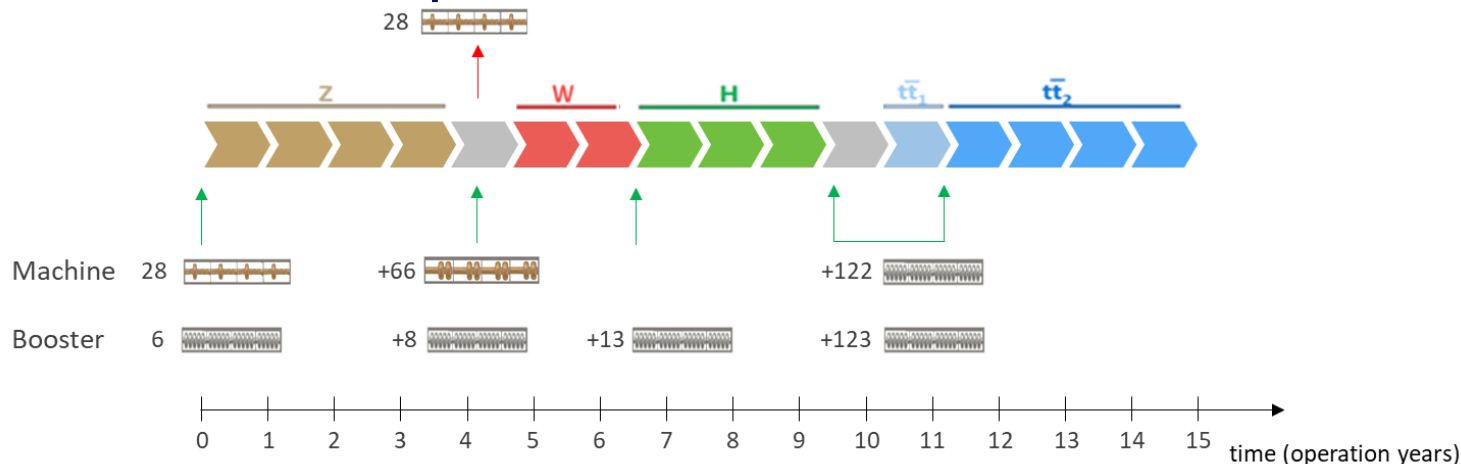 28
Z W H tt̅₁ tt̅₂
Machine 28 +66 +122
Booster 6 +8 +13 +123
0 1 2 3 4 5 6 7 8 9 10 11 12 13 14 15
time (operation years)